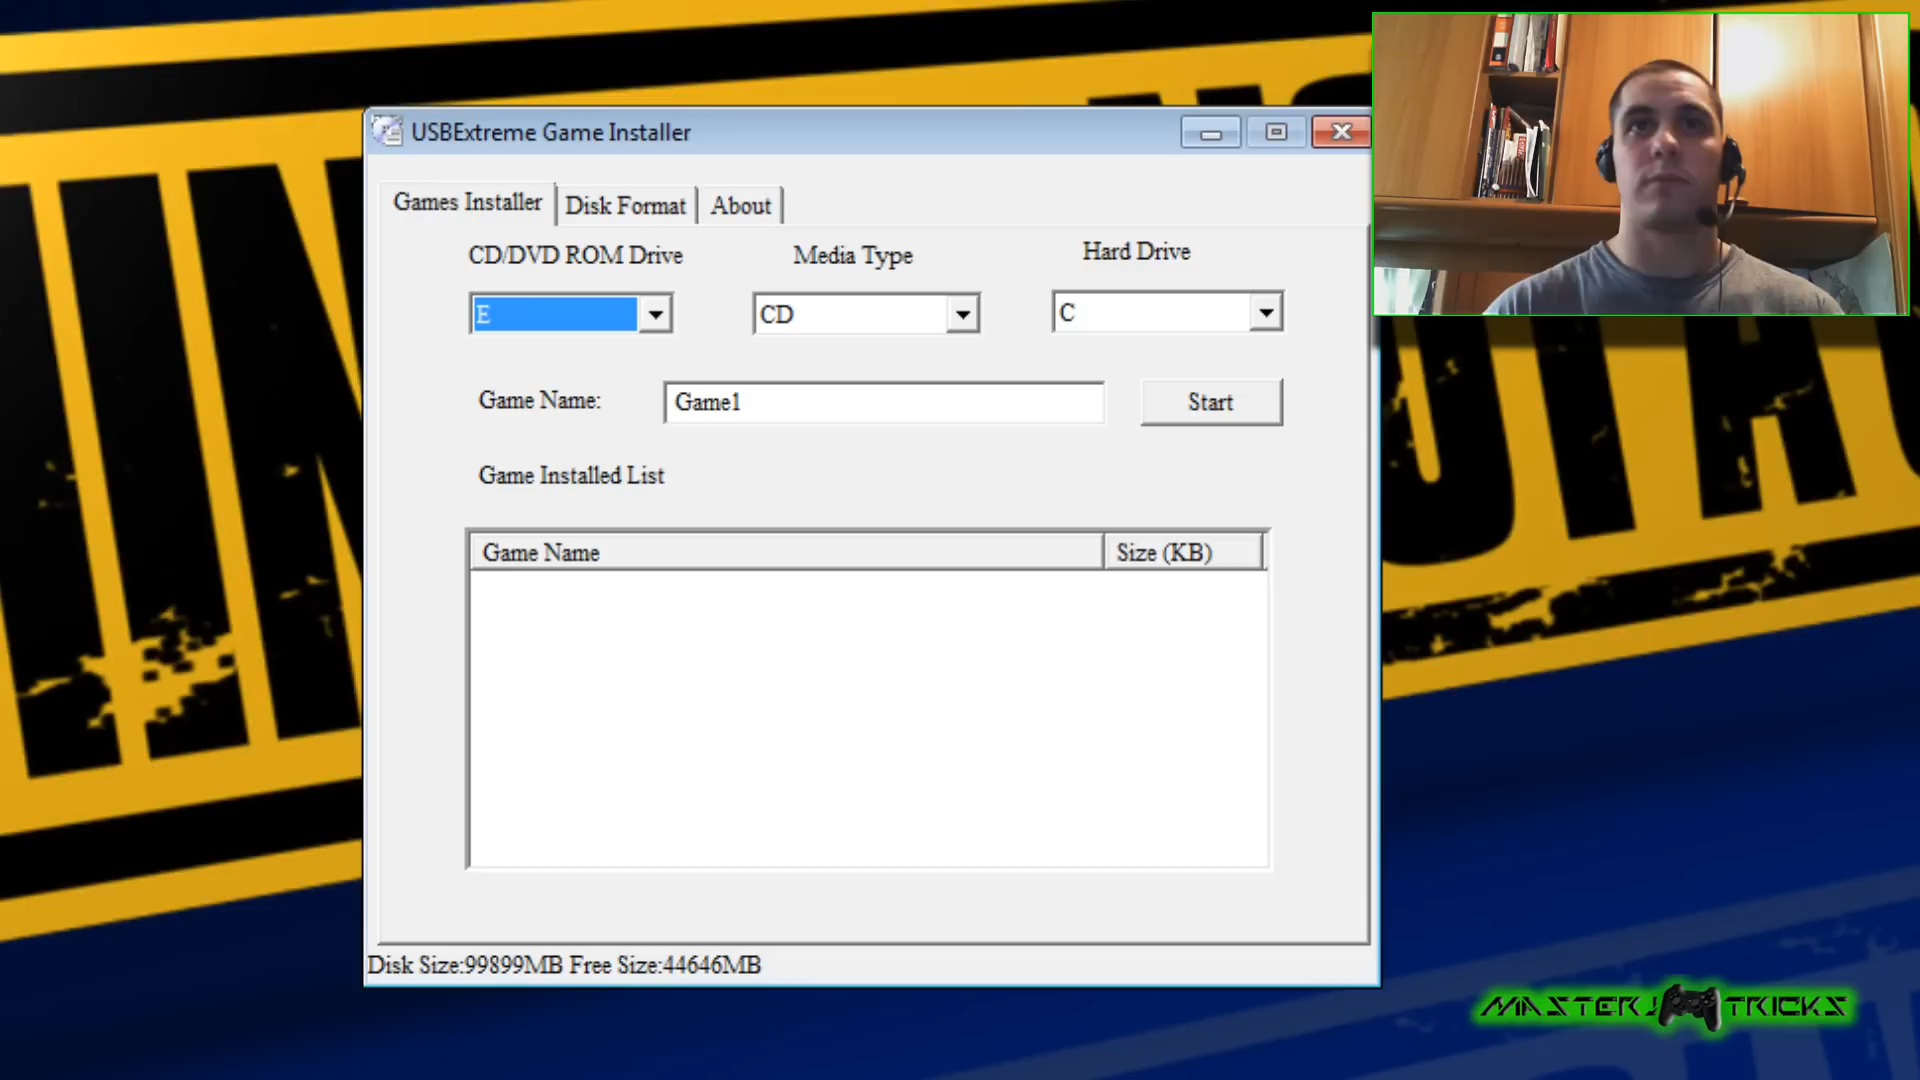 USBExtreme Game Installer
Games Installer
Disk Format
About
CD/DVD ROM Drive
Media Type
Hard Drive
E
CD
C
Game Name:
Game1
Start
Game Installed List
Game Name
Size (KB)
Disk Size:99899MB Free Size:44646MB
MASTERJ TRICKS